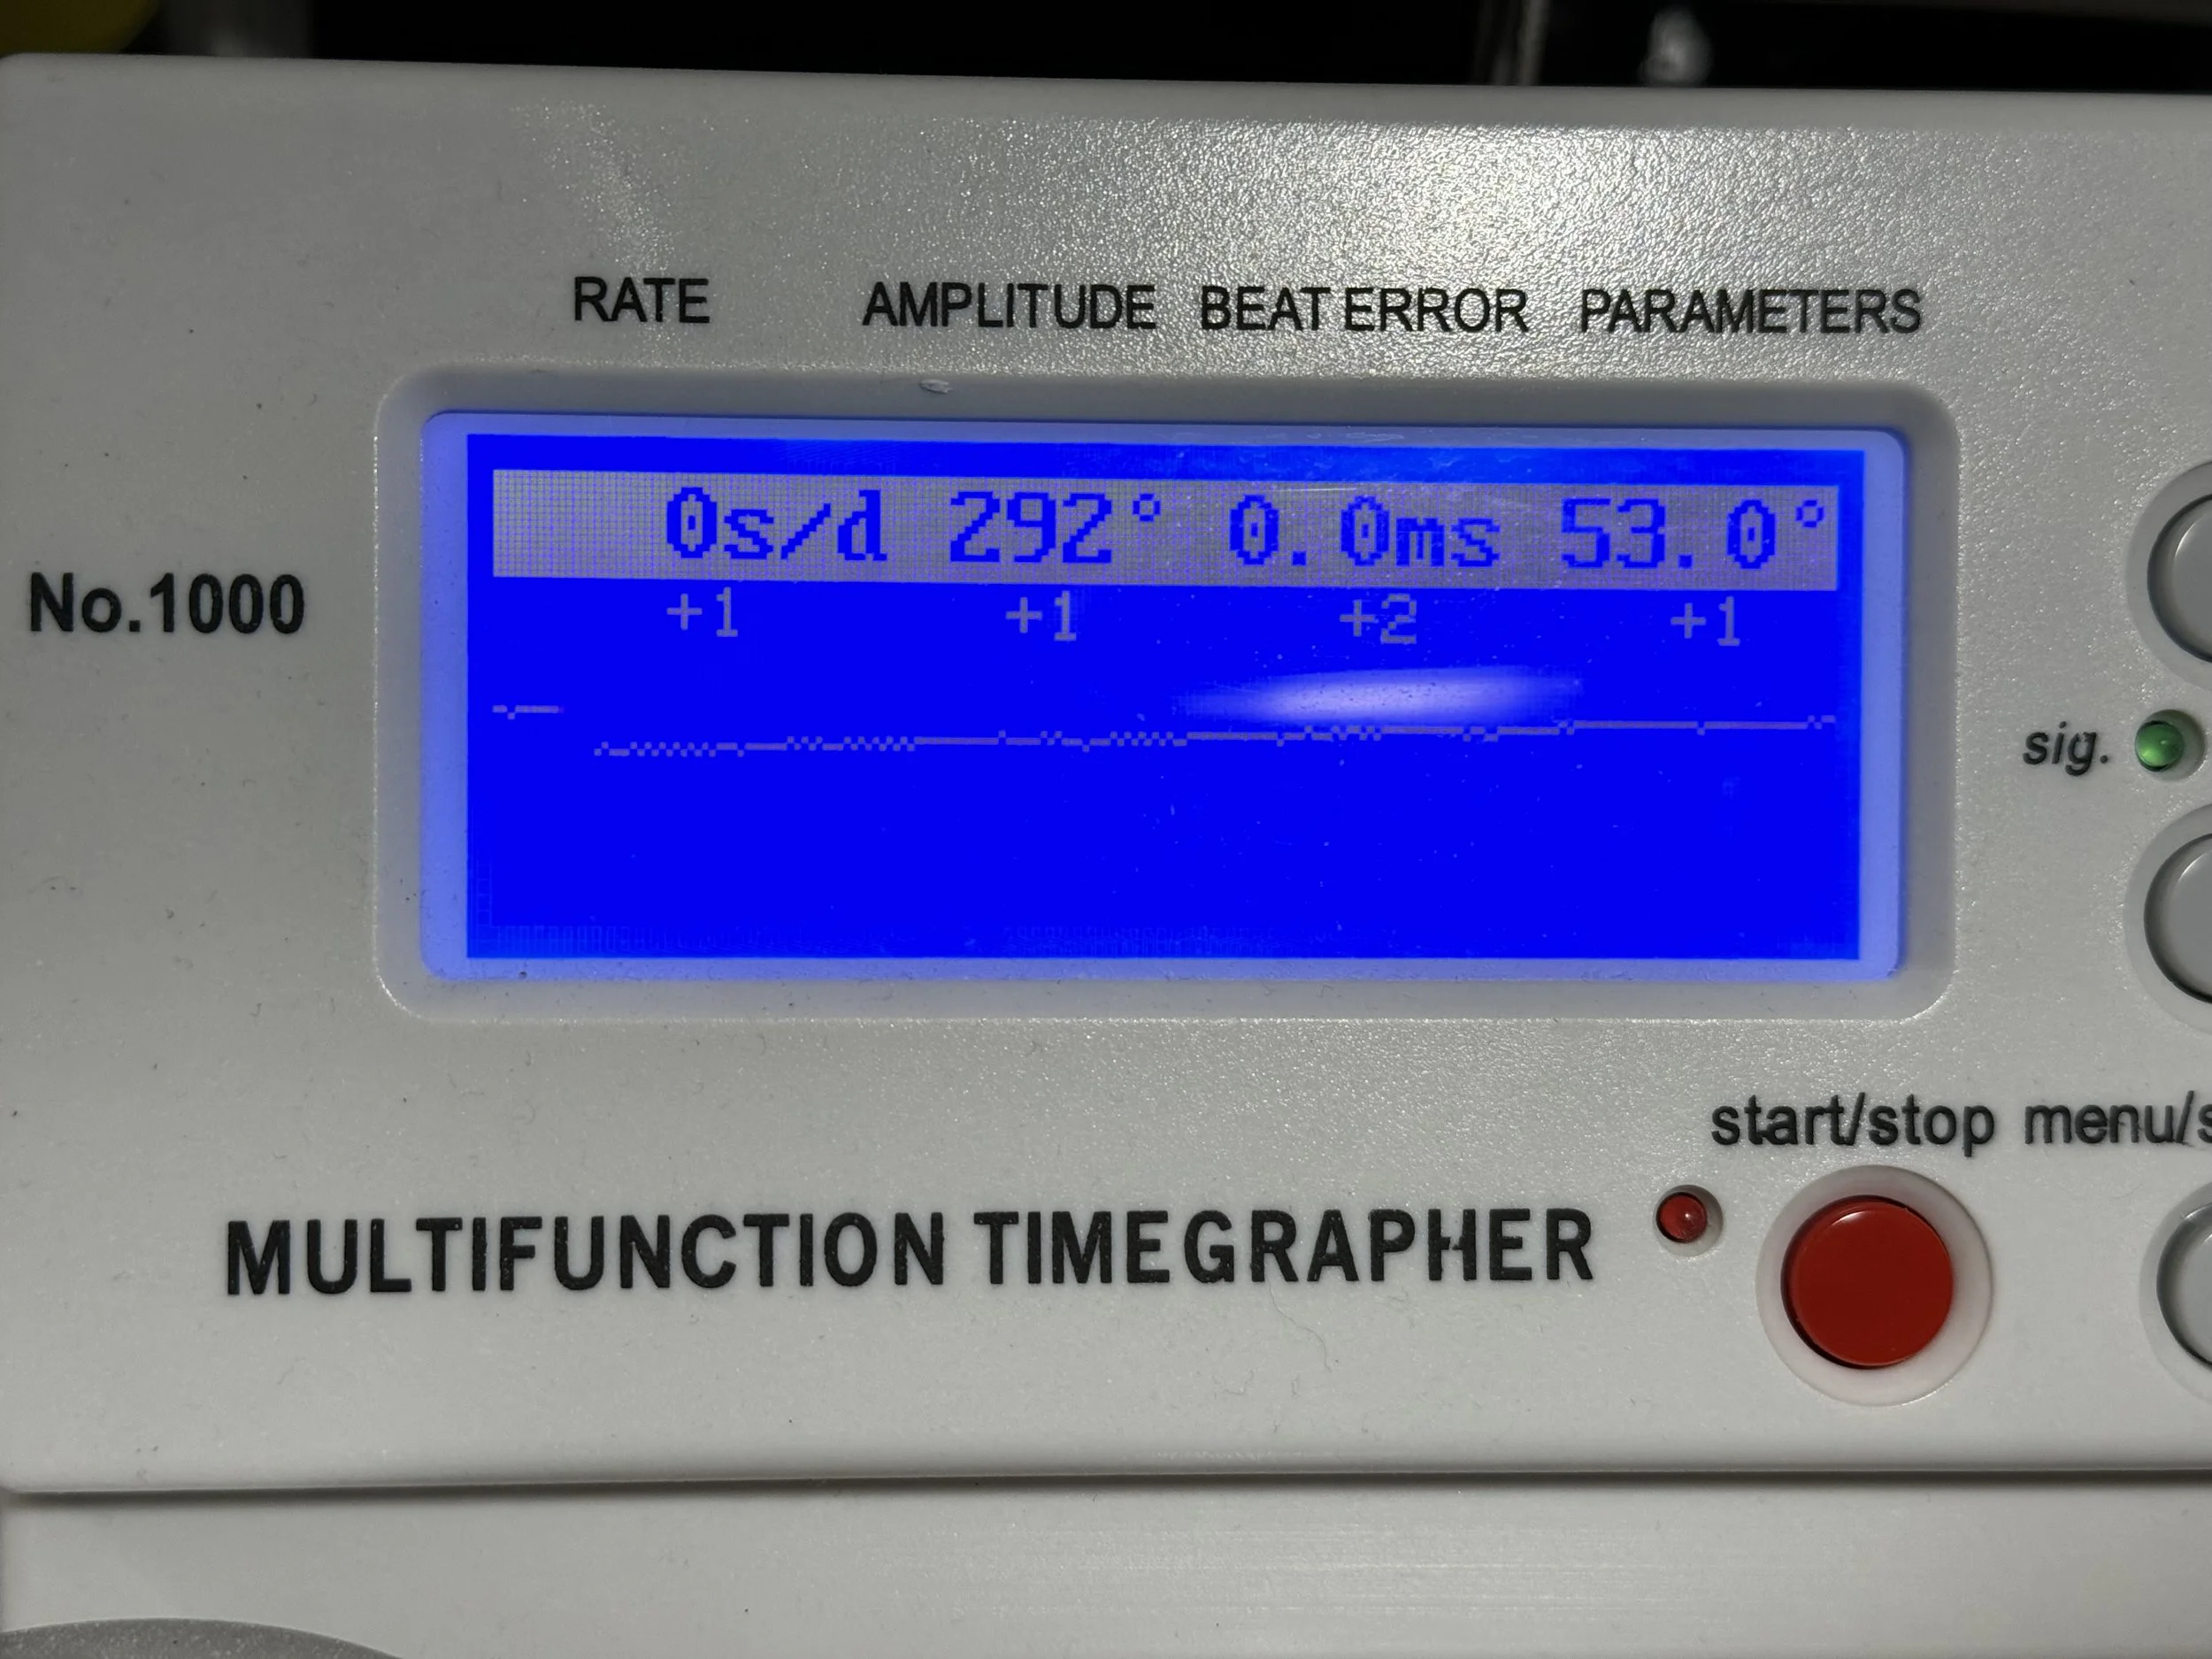 RATE AMPLITUDE BEAT ERROR PARAMETERS
0s/d 292° 0.0ms 53.0°
+1 +1 +2 +1
No.1000
sig.
start/stop menu/s
MULTIFUNCTION TIMEGRAPHER